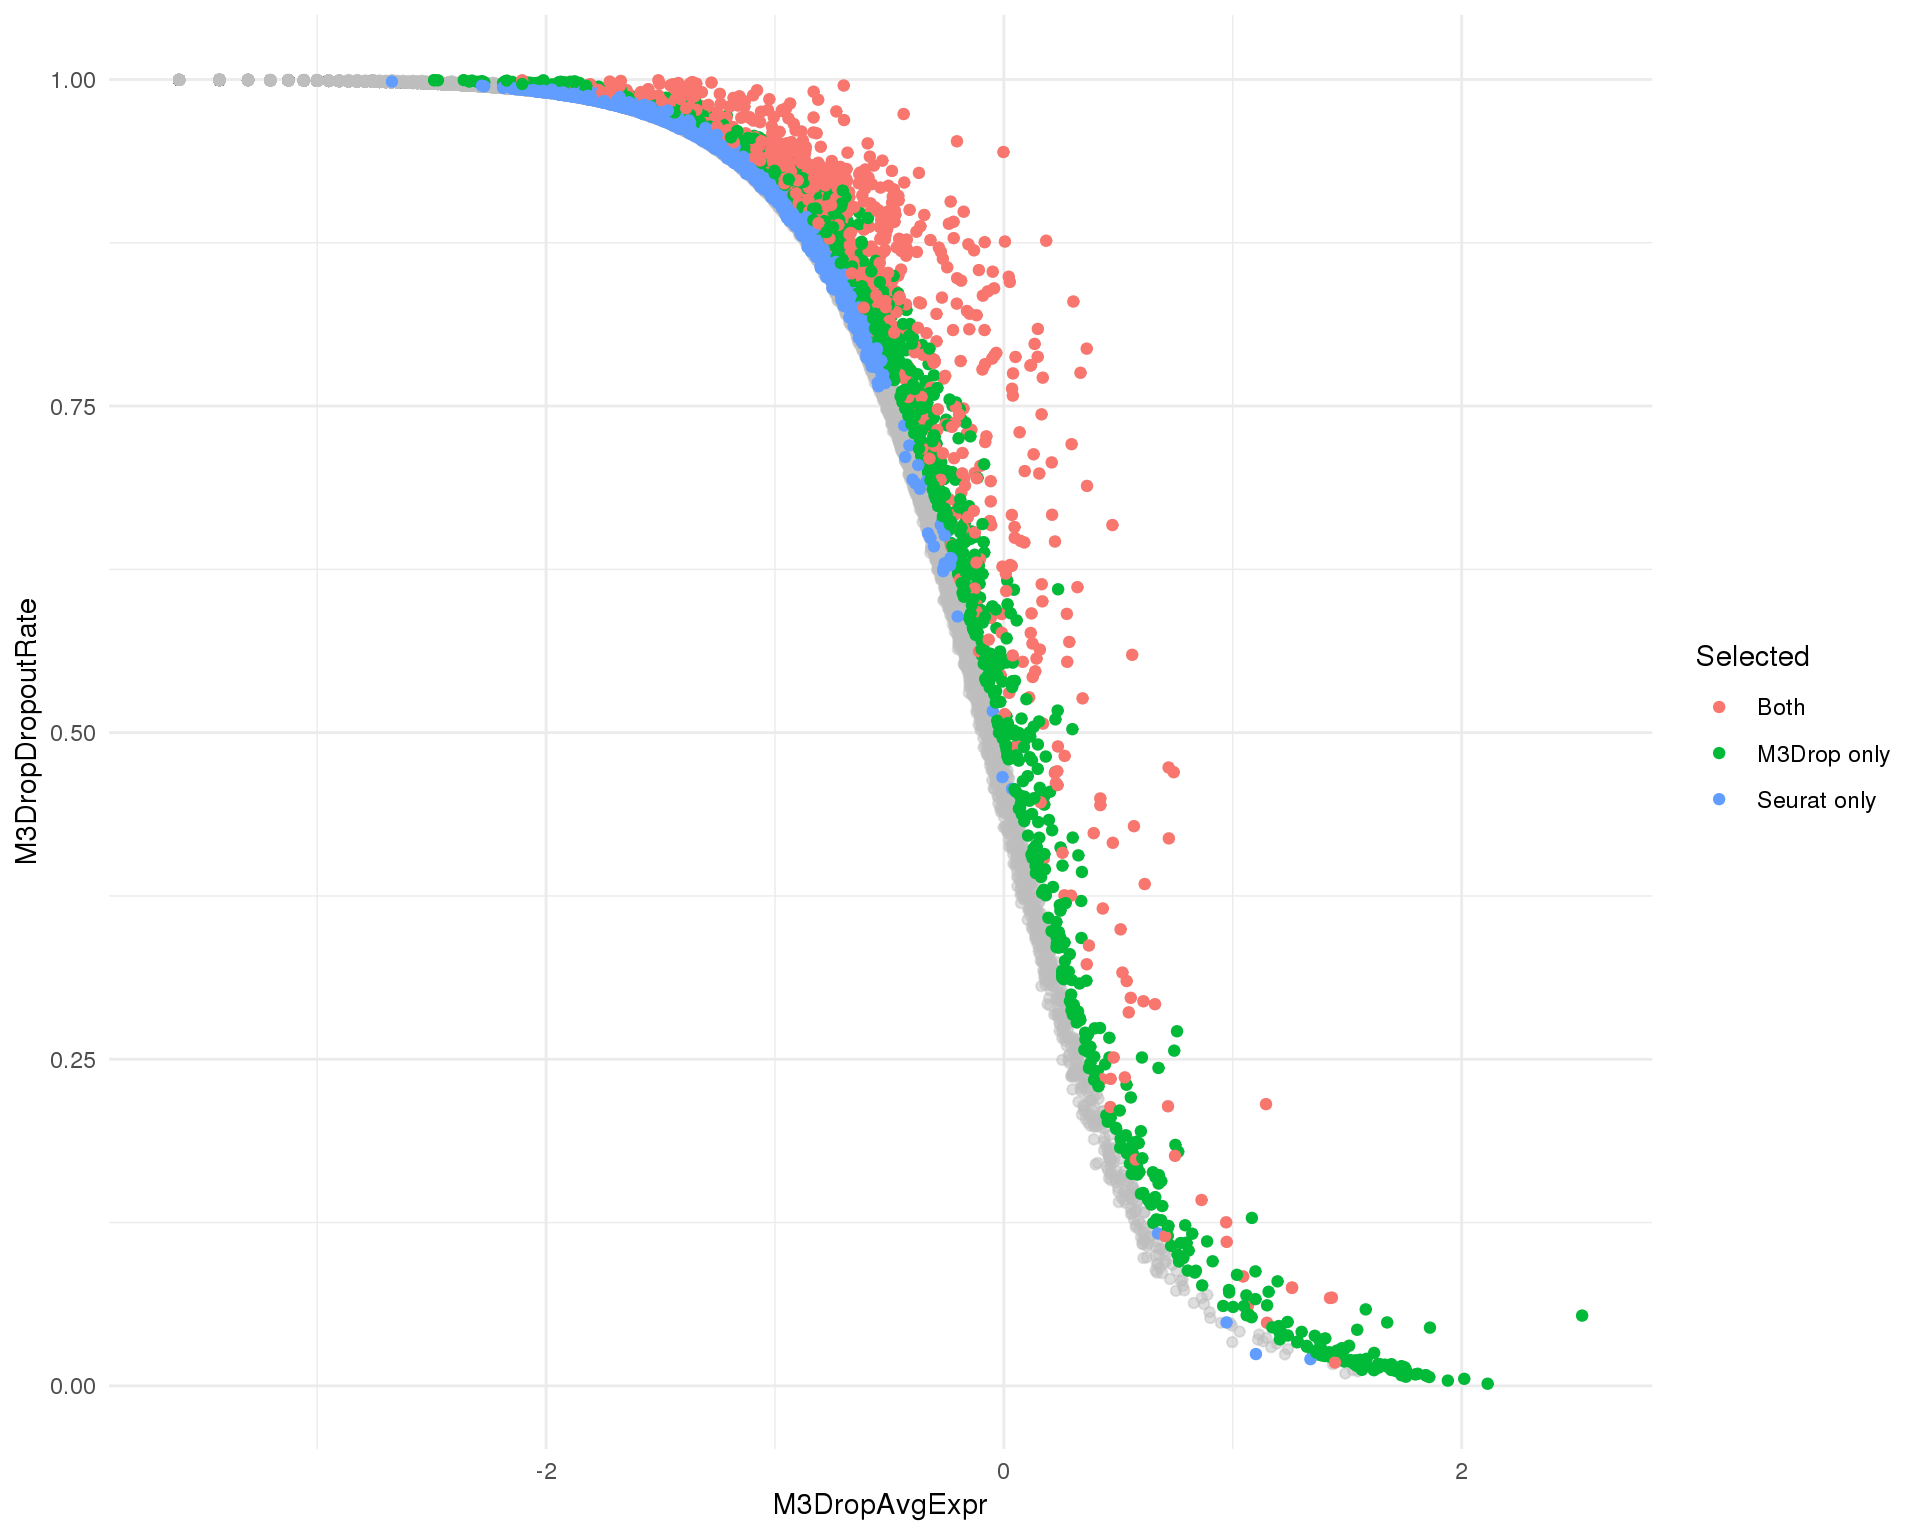 1.00
0.75
0.50
0.25
0.00
M3DropDropoutRate
-2
0
2
M3DropAvgExpr
Selected
Both
M3Drop only
Seurat only